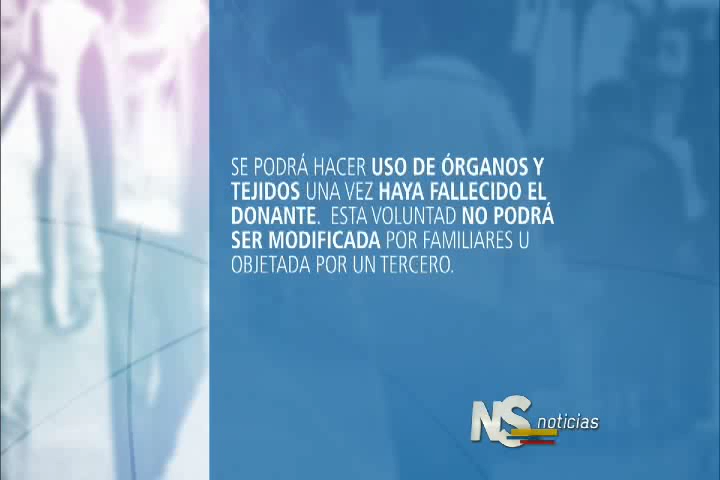 SE PODRÁ HACER USO DE ÓRGANOS Y
TEJIDOS UNA VEZ HAYA FALLECIDO EL
DONANTE. ESTA VOLUNTAD NO PODRÁ
SER MODIFICADA POR FAMILIARES U
OBJETADA POR UN TERCERO.
NS noticias